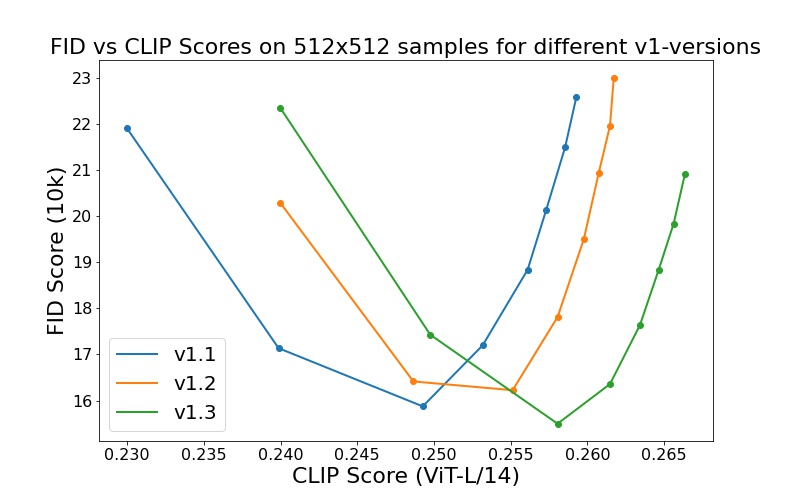 FID vs CLIP Scores on 512x512 samples for different v1-versions
FID Score (10k)
23
22
21
20
19
18
17
16
v1.1
v1.2
v1.3
0.230 0.235 0.240 0.245 0.250 0.255 0.260 0.265
CLIP Score (ViT-L/14)